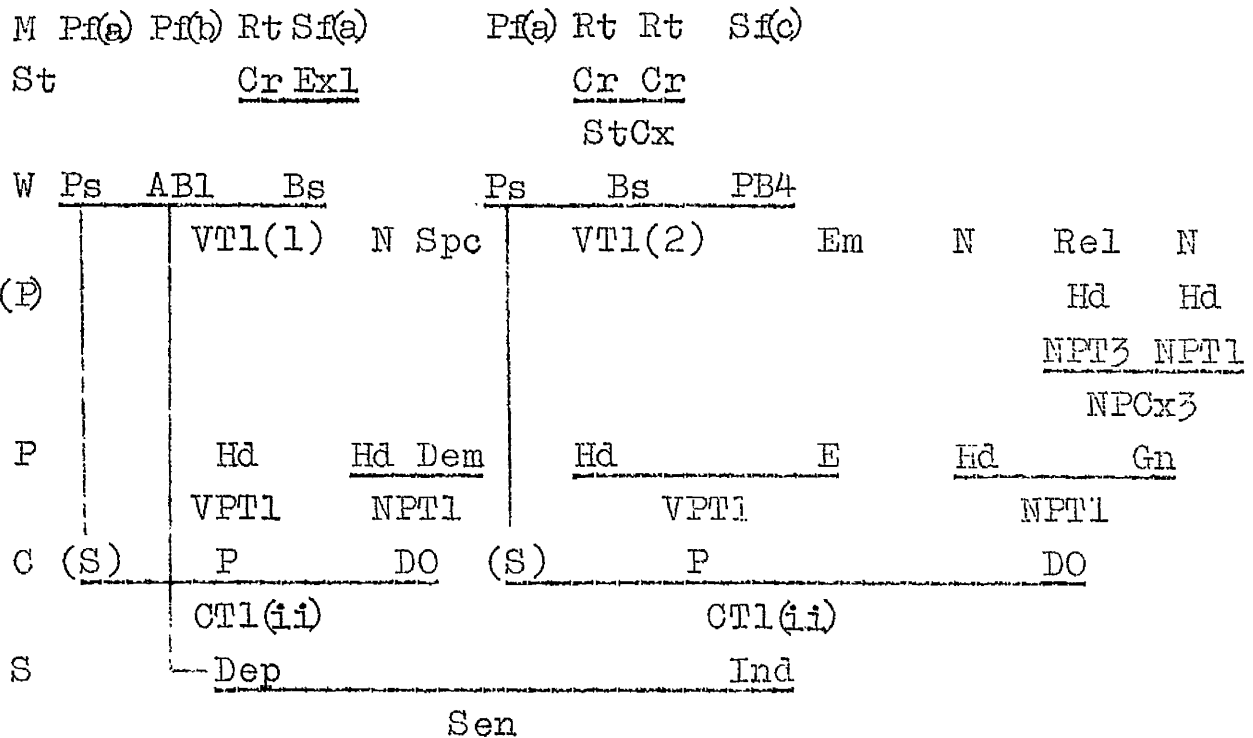 M Pf(a) Pf(b) Rt Sf(a) Pf(a) Rt Rt Sf(c)
St Cr Exl Cr Cr
StCx
W Ps AB1 Bs Ps Bs PB4
VT1(1) N Spc VT1(2) Em N Rel N
(P) Hd Hd
NPT3 NPT1
NPCx3
P Hd Hd Dem Hd E Hd Gn
VPT1 NPT1 VPT1 NPT1
C (S) P DO (S) P DO
CT1(ii) CT1(ii)
S Dep Ind
Sen